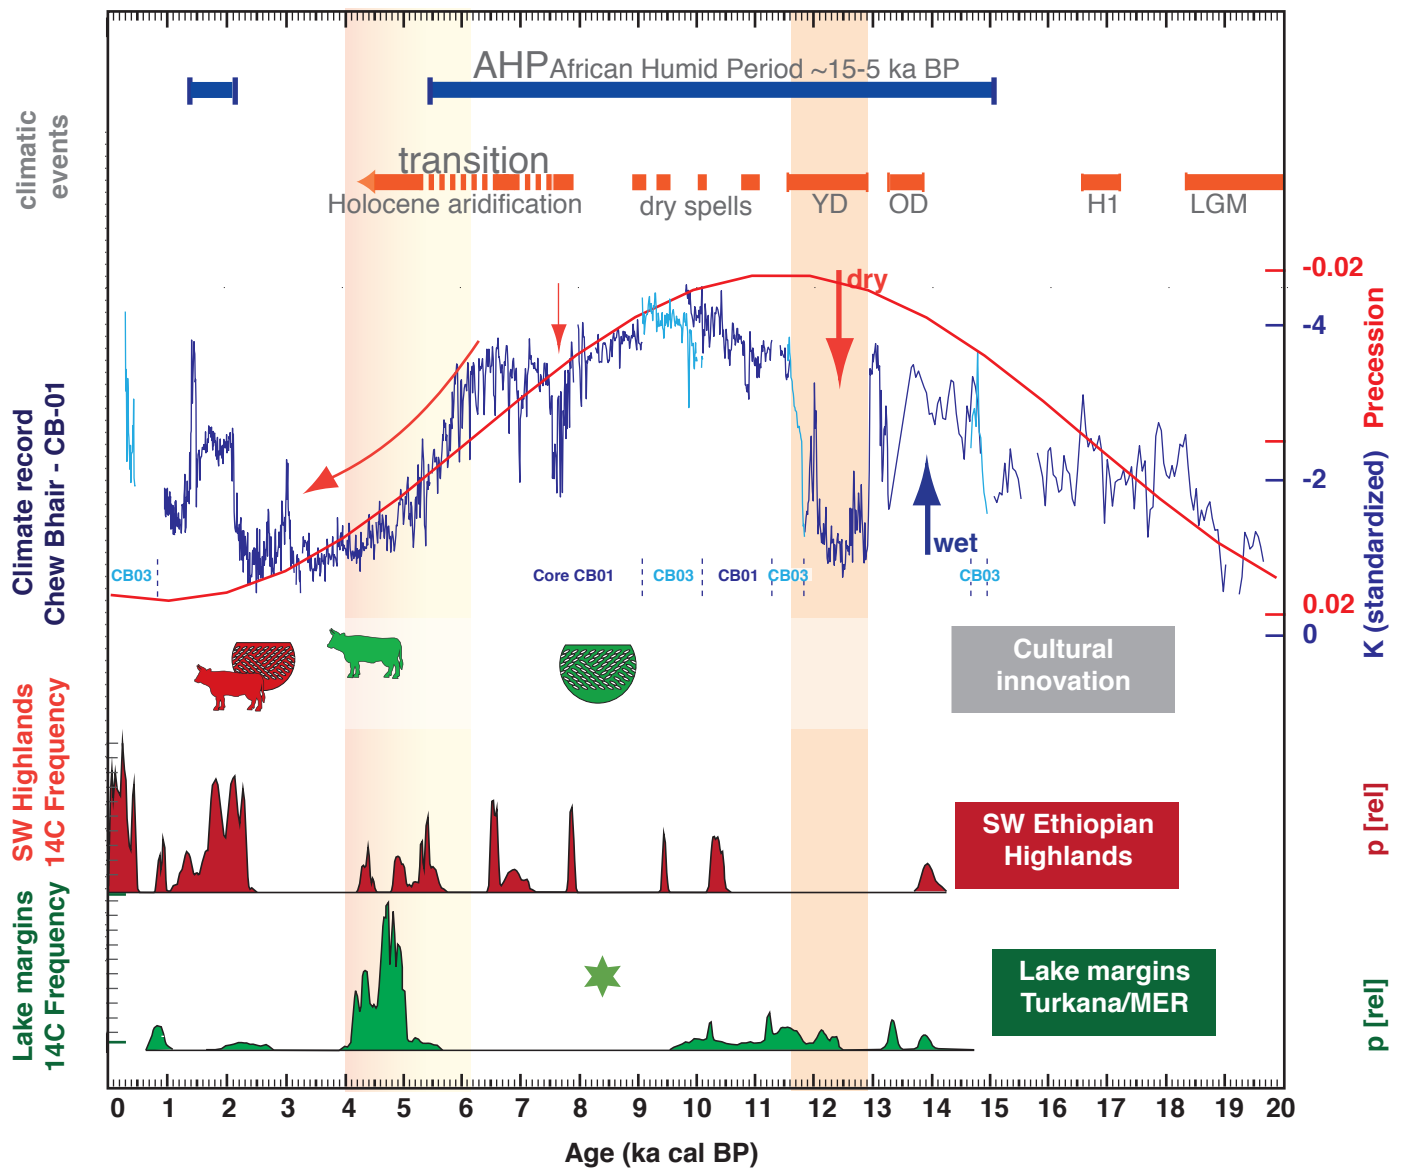 AHP African Humid Period ~15-5 ka BP
climatic
events
transition
Holocene aridification
dry spells
YD
OD
H1
LGM
-0.02
dry
-4
Precession
Climate record
Chew Bhair - CB-01
-2
K (standardized)
wet
CB03
Core CB01
CB03
CB01
CB03
CB03
0.02
0
Cultural
innovation
SW Highlands
14C Frequency
SW Ethiopian
Highlands
p [rel]
Lake margins
14C Frequency
Lake margins
Turkana/MER
p [rel]
0 1 2 3 4 5 6 7 8 9 10 11 12 13 14 15 16 17 18 19 20
Age (ka cal BP)